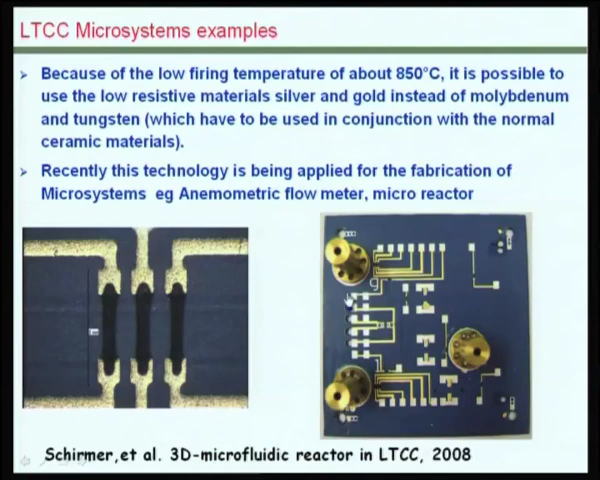 LTCC Microsystems examples
Because of the low firing temperature of about 850°C, it is possible to
use the low resistive materials silver and gold instead of molybdenum
and tungsten (which have to be used in conjunction with the normal
ceramic materials).
Recently this technology is being applied for the fabrication of
Microsystems eg Anemometric flow meter, micro reactor
Schirmer,et al. 3D-microfluidic reactor in LTCC, 2008